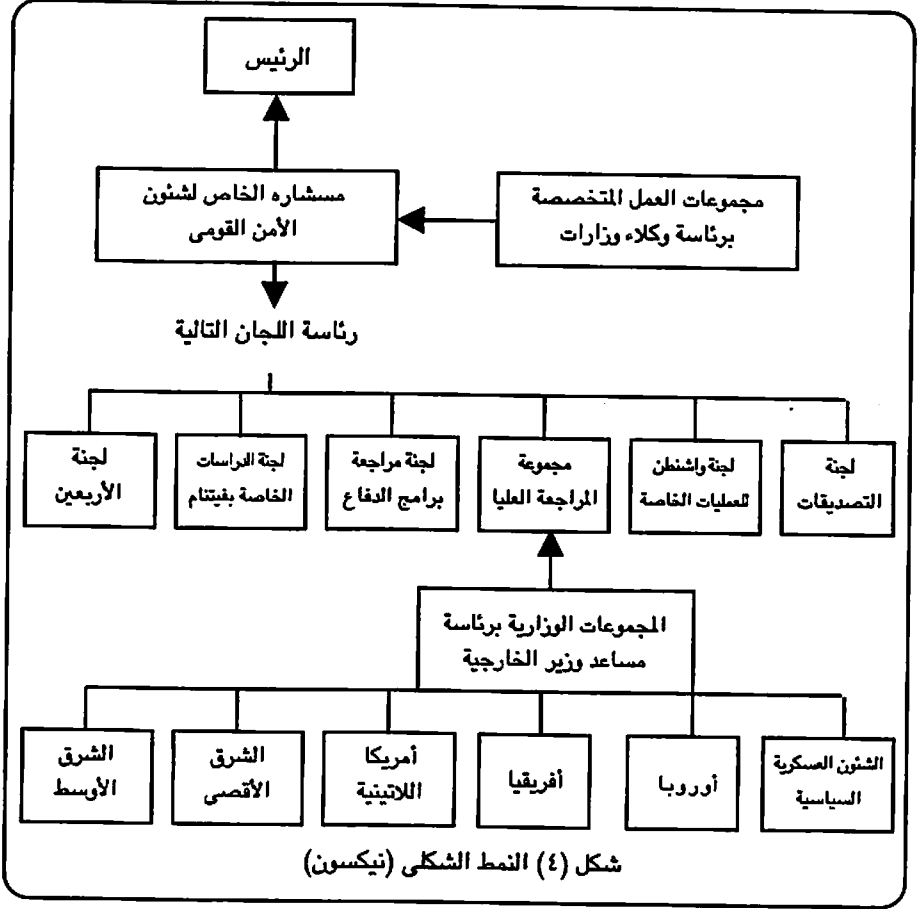 الرئيس
مسشاره الخاص لشئون
الأمن القومى
مجموعات العمل المتخصصة
برئاسة وكلاء وزارات
رئاسة اللجان التالية
لجنة
التصديقات
لجنة واشنطن
للعمليات الخاصة
مجموعة
المراجعة العليا
لجنة مراجعة
برامج الدفاع
لجنة الدراسات
الخاصة بفيتنام
لجنة
الأربعين
المجموعات الوزارية برئاسة
مساعد وزير الخارجية
الشئون العسكرية
السياسية
أوروبا
أفريقيا
أمريكا
اللاتينية
الشرق
الأقصى
الشرق
الأوسط
شكل (٤) النمط الشكلى (نيكسون)